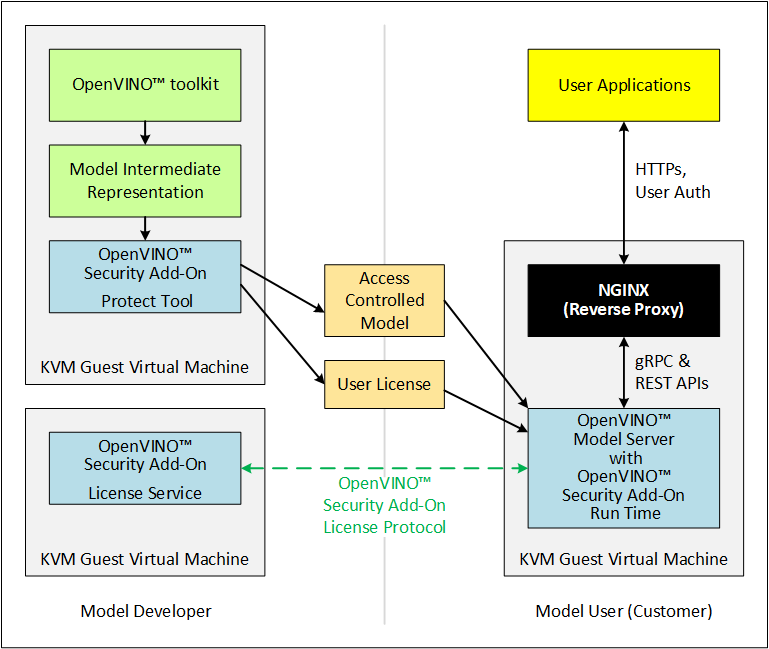 OpenVINO™ toolkit
Model Intermediate
Representation
OpenVINO™
Security Add-On
Protect Tool
KVM Guest Virtual Machine
OpenVINO™
Security Add-On
License Service
KVM Guest Virtual Machine
Model Developer
Access
Controlled
Model
User License
OpenVINO™
Security Add-On
License Protocol
User Applications
HTTPs,
User Auth
NGINX
(Reverse Proxy)
gRPC &
REST APIs
OpenVINO™
Model Server
with
OpenVINO™
Security Add-On
Run Time
KVM Guest Virtual Machine
Model User (Customer)